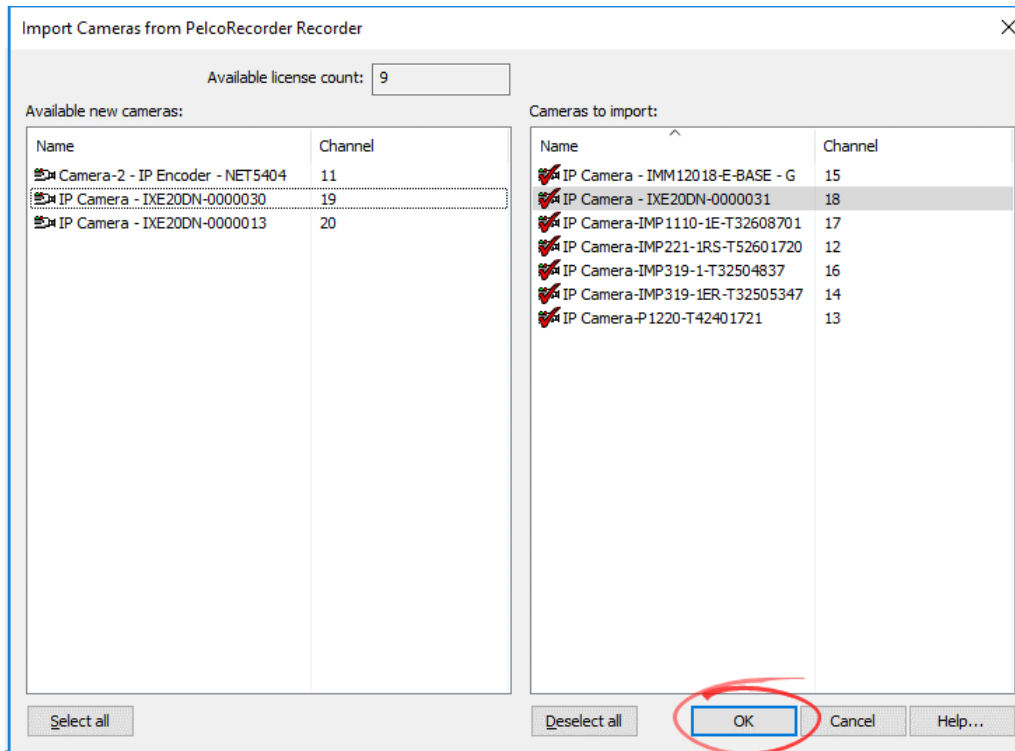 Import Cameras from PelcoRecorder Recorder
Available license count: 9
Available new cameras:
Name Channel
Camera-2 - IP Encoder - NET5404 11
IP Camera - IXE20DN-0000030 19
IP Camera - IXE20DN-0000013 20
Cameras to import:
Name Channel
IP Camera - IMM12018-E-BASE - G 15
IP Camera - IXE20DN-0000031 18
IP Camera-IMP1110-1E-T32608701 17
IP Camera-IMP221-1RS-T52601720 12
IP Camera-IMP319-1-T32504837 16
IP Camera-IMP319-1ER-T32505347 14
IP Camera-P1220-T42401721 13
Select all
Deselect all OK Cancel Help...